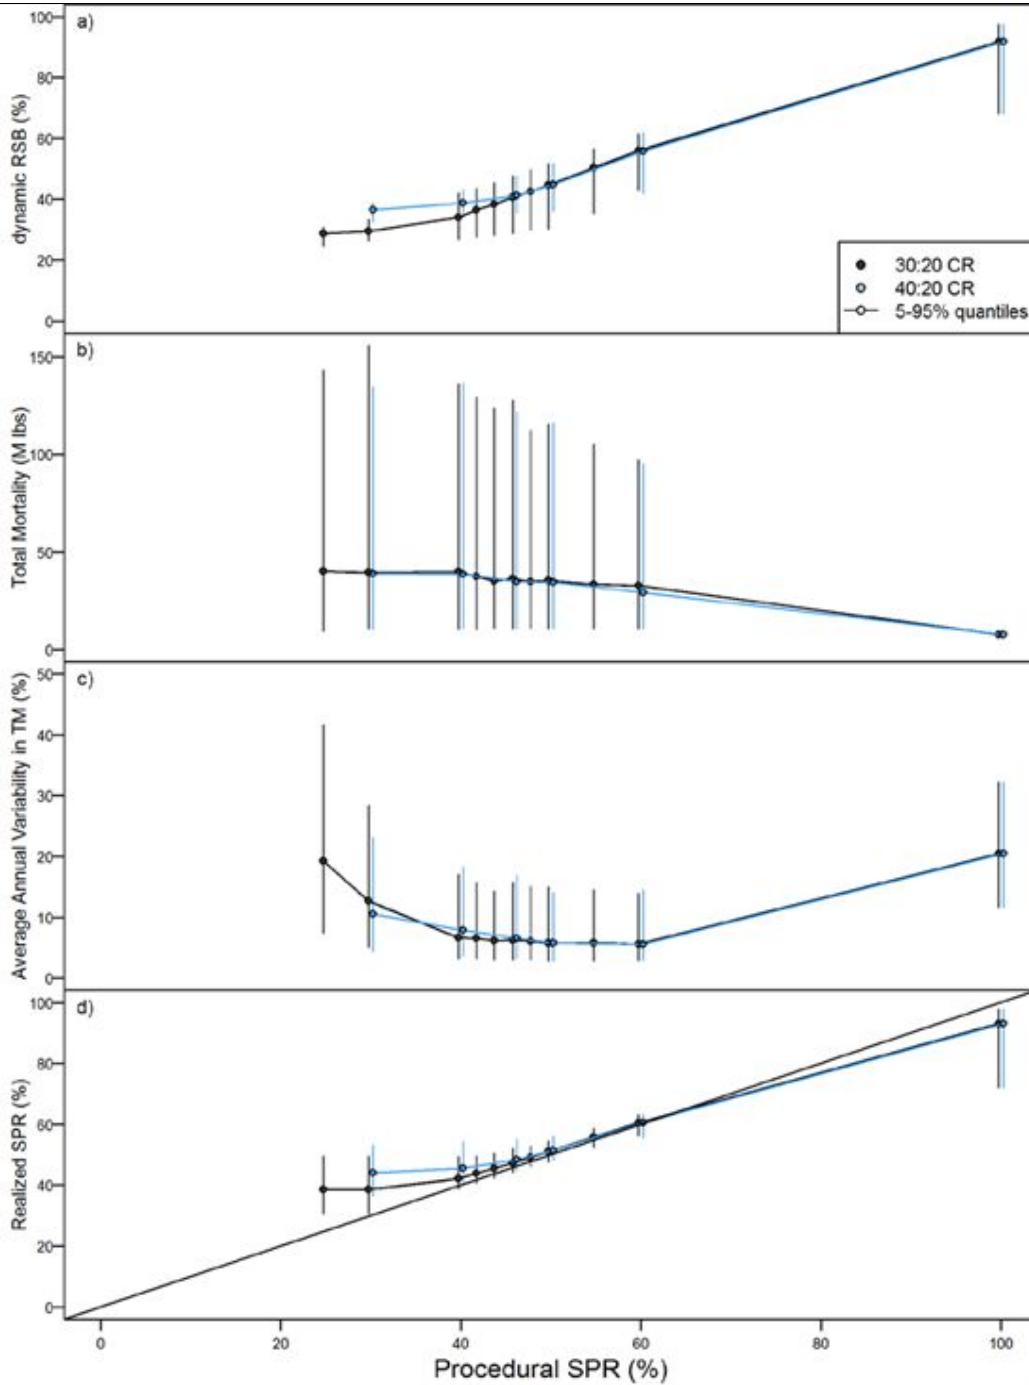 a)
dynamic RSB (%)
100
80
60
40
20
0
30:20 CR
40:20 CR
5-95% quantiles
b)
Total Mortality (M lbs)
150
100
50
0
c)
Average Annual Variability in TM (%)
50
40
30
20
10
0
d)
Realized SPR (%)
100
80
60
40
20
0
0 20 40 60 80 100
Procedural SPR (%)